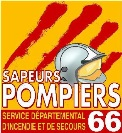 SAPEURS
POMPIERS
SERVICE DÉPARTEMENTAL
D'INCENDIE ET DE SECOURS
66